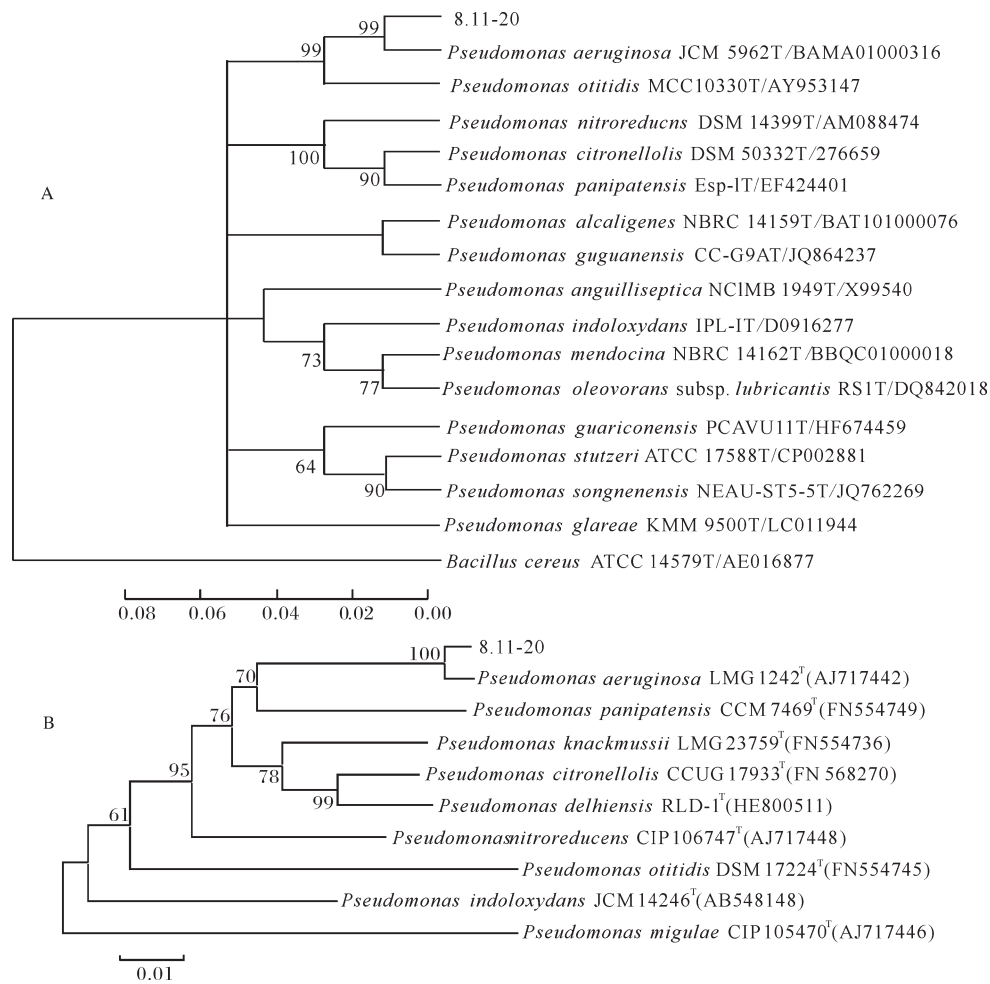 8.11-20
99
99
Pseudomonas aeruginosa JCM 5962T/BAMA01000316
Pseudomonas otitidis MCC10330T/AY953147
Pseudomonas nitroreducns DSM 14399T/AM088474
100
Pseudomonas citronellolis DSM 50332T/276659
90
Pseudomonas panipatensis Esp-IT/EF424401
A
Pseudomonas alcaligenes NBRC 14159T/BAT101000076
Pseudomonas guguanensis CC-G9AT/JQ864237
Pseudomonas anguilliseptica NClMB 1949T/X99540
Pseudomonas indoloxydans IPL-IT/D0916277
73
Pseudomonas mendocina NBRC 14162T/BBQC01000018
77
Pseudomonas oleovorans subsp. lubricantis RS1T/DQ842018
Pseudomonas guariconensis PCAVU11T/HF674459
64
Pseudomonas stutzeri ATCC 17588T/CP002881
90
Pseudomonas songnenensis NEAU-ST5-5T/JQ762269
Pseudomonas glareae KMM 9500T/LC011944
Bacillus cereus ATCC 14579T/AE016877
0.08 0.06 0.04 0.02 0.00
8.11-20
100
Pseudomonas aeruginosa LMG 1242T(AJ717442)
70
Pseudomonas panipatensis CCM 7469T(FN554749)
76
B
Pseudomonas knackmussii LMG 23759T(FN554736)
78
Pseudomonas citronellolis CCUG 17933T(FN 568270)
95
99
Pseudomonas delhiensis RLD-1T(HE800511)
61
Pseudomonasnitroreducens CIP106747T(AJ717448)
Pseudomonas otitidis DSM 17224T(FN554745)
Pseudomonas indoloxydans JCM 14246T(AB548148)
Pseudomonas migulae CIP 105470T(AJ717446)
0.01